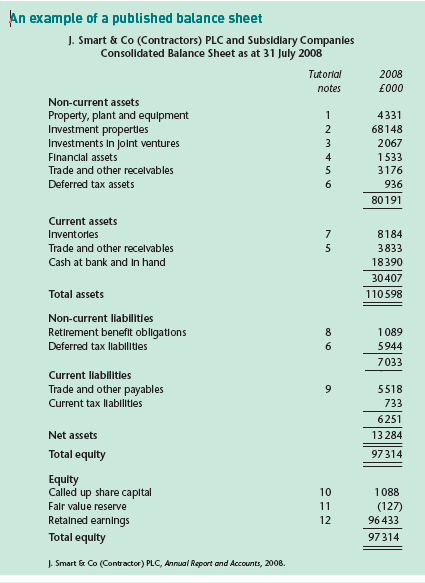 An example of a published balance sheet
J. Smart & Co (Contractors) PLC and Subsidiary Companies
Consolidated Balance Sheet as at 31 July 2008
Tutorial 2008
notes £000
Non-current assets
Property, plant and equipment 1 4331
Investment properties 2 68148
Investments in joint ventures 3 2067
Financial assets 4 1533
Trade and other receivables 5 3176
Deferred tax assets 6 936
80191
Current assets
Inventories 7 8184
Trade and other receivables 5 3833
Cash at bank and in hand 18390
30407
Total assets 110598
Non-current liabilities
Retirement benefit obligations 8 1089
Deferred tax liabilities 6 5944
7033
Current liabilities
Trade and other payables 9 5518
Current tax liabilities 733
6251
Net assets 13284
Total equity 97314
Equity
Called up share capital 10 1088
Fair value reserve 11 (127)
Retained earnings 12 96433
Total equity 97314
J. Smart & Co (Contractor) PLC, Annual Report and Accounts, 2008.